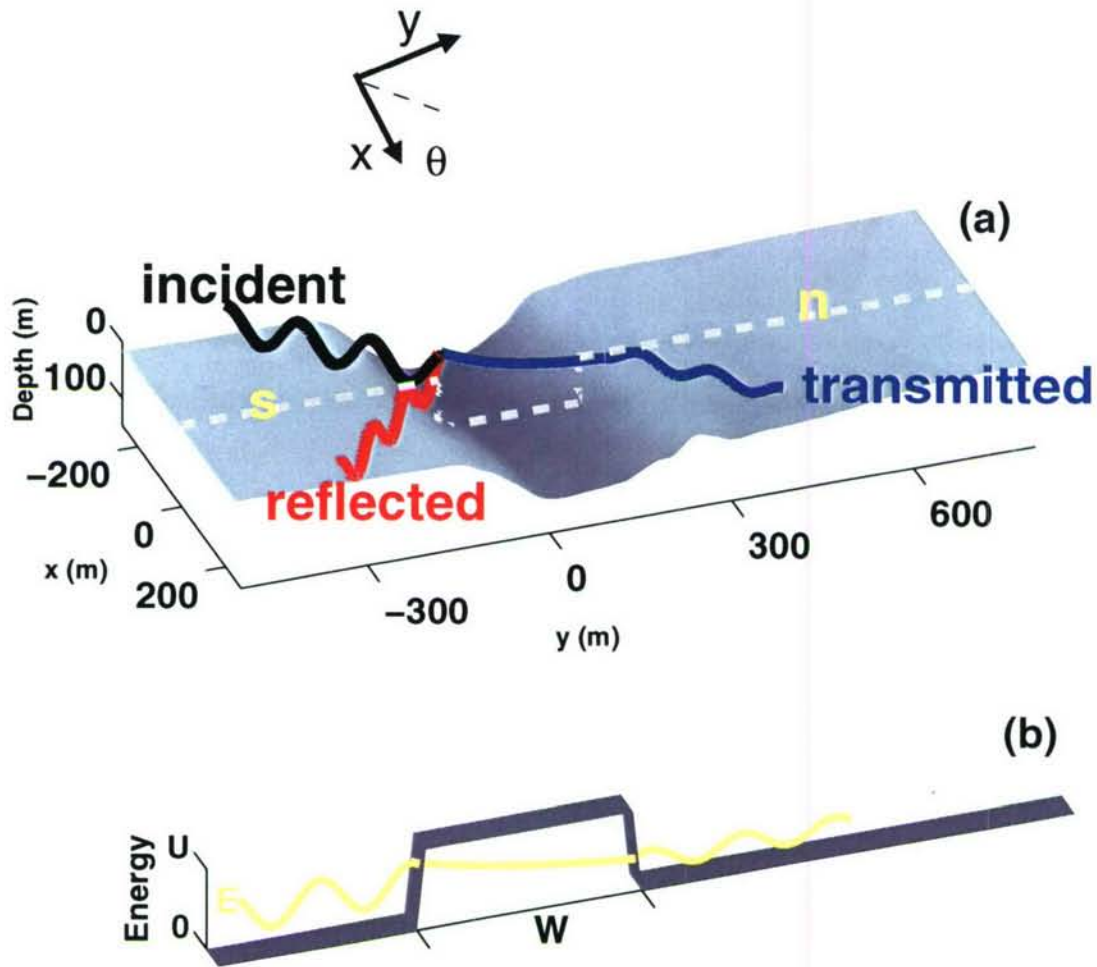 y
x
θ
(a)
incident
n
Depth (m)
0
100
s
transmitted
reflected
−200
0
200
x (m)
600
300
0
−300
y (m)
(b)
Energy
U
E
0
W